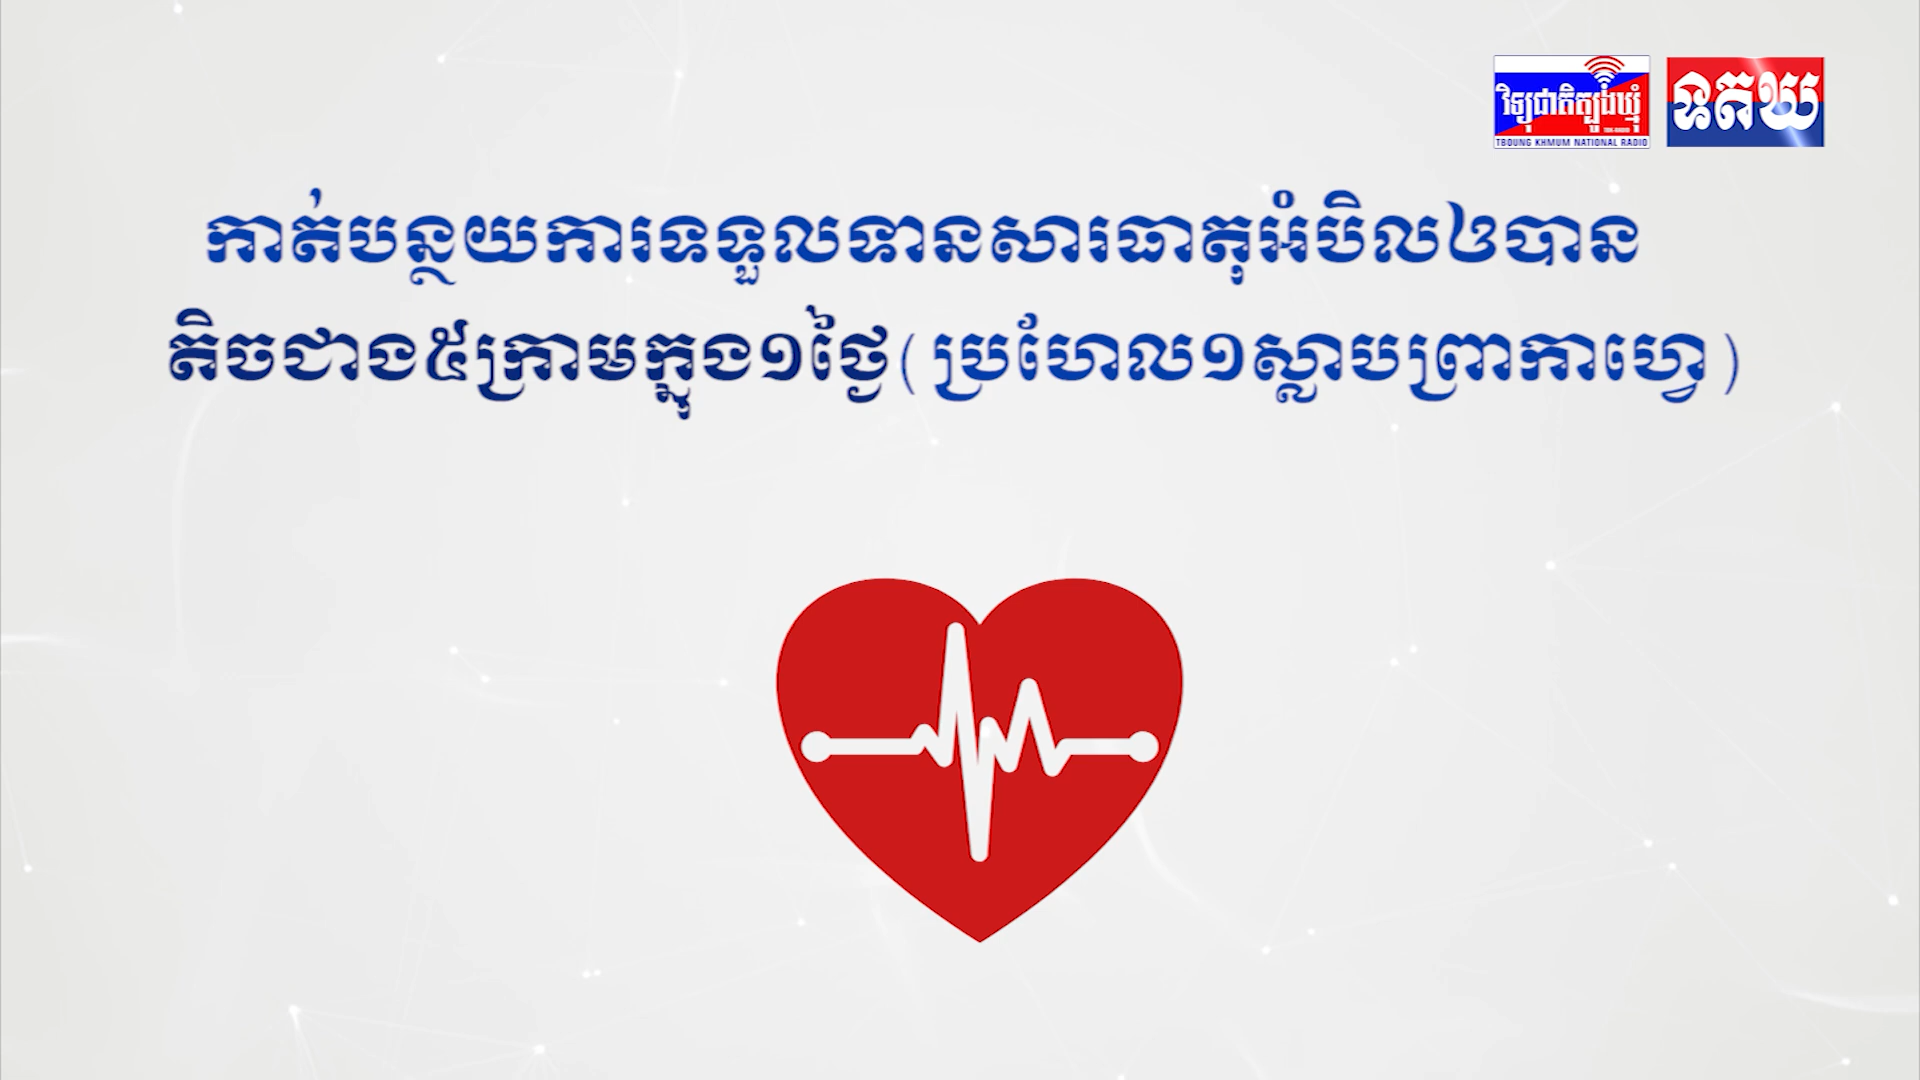 វិទ្យុជាតិត្បូងឃ្មុំ
TBOUNG KHMUM NATIONAL RADIO
ទតឃ
កាត់បន្ថយការទទួលទានសារធាតុអំបិលឲបាន
តិចជាង៥ក្រាមក្នុង១ថ្ងៃ(ប្រហែល១ស្លាបព្រាកាហ្វេ)